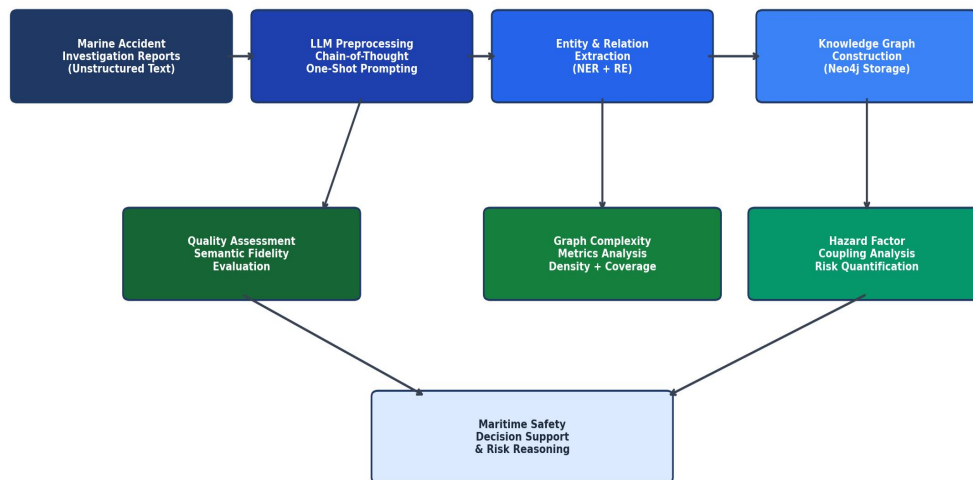 Marine Accident
Investigation Reports
(Unstructured Text)
LLM Preprocessing
Chain-of-Thought
One-Shot Prompting
Entity & Relation
Extraction
(NER + RE)
Knowledge Graph
Construction
(Neo4j Storage)
Quality Assessment
Semantic Fidelity
Evaluation
Graph Complexity
Metrics Analysis
Density + Coverage
Hazard Factor
Coupling Analysis
Risk Quantification
Maritime Safety
Decision Support
& Risk Reasoning